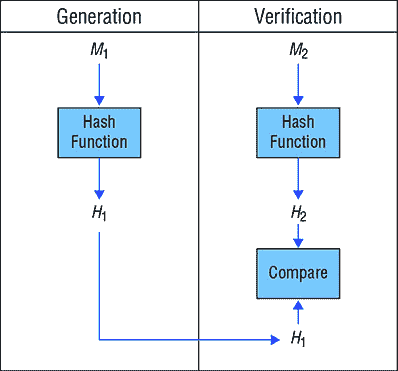 Generation
M1
Hash
Function
H1
Verification
M2
Hash
Function
H2
Compare
H1